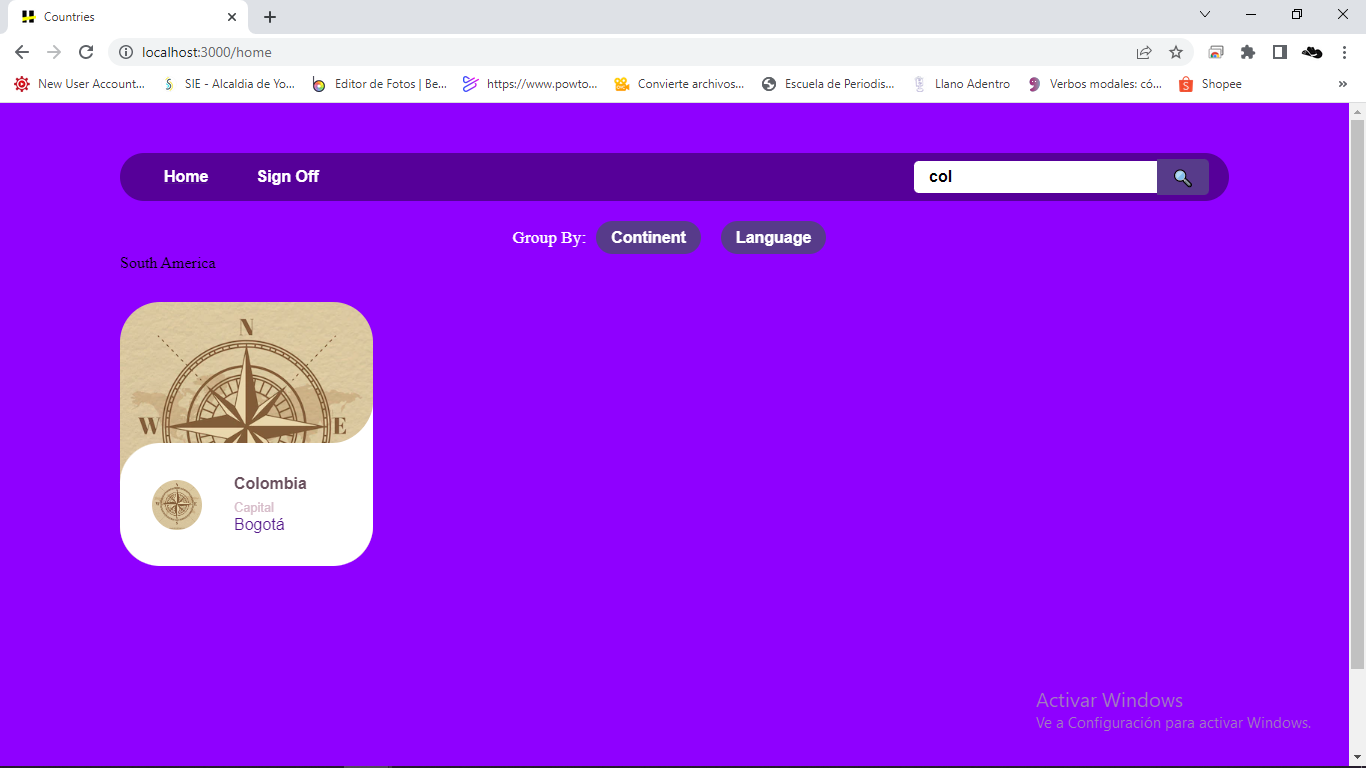 Countries
localhost:3000/home
New User Account... SIE - Alcaldia de Yo... Editor de Fotos | Be... https://www.powto... Convierte archivos... Escuela de Periodis... Llano Adentro Verbos modales: có... Shopee »
Home Sign Off col
Group By: Continent Language
South America
N
W E
Colombia
Capital
Bogotá
Activar Windows
Ve a Configuración para activar Windows.